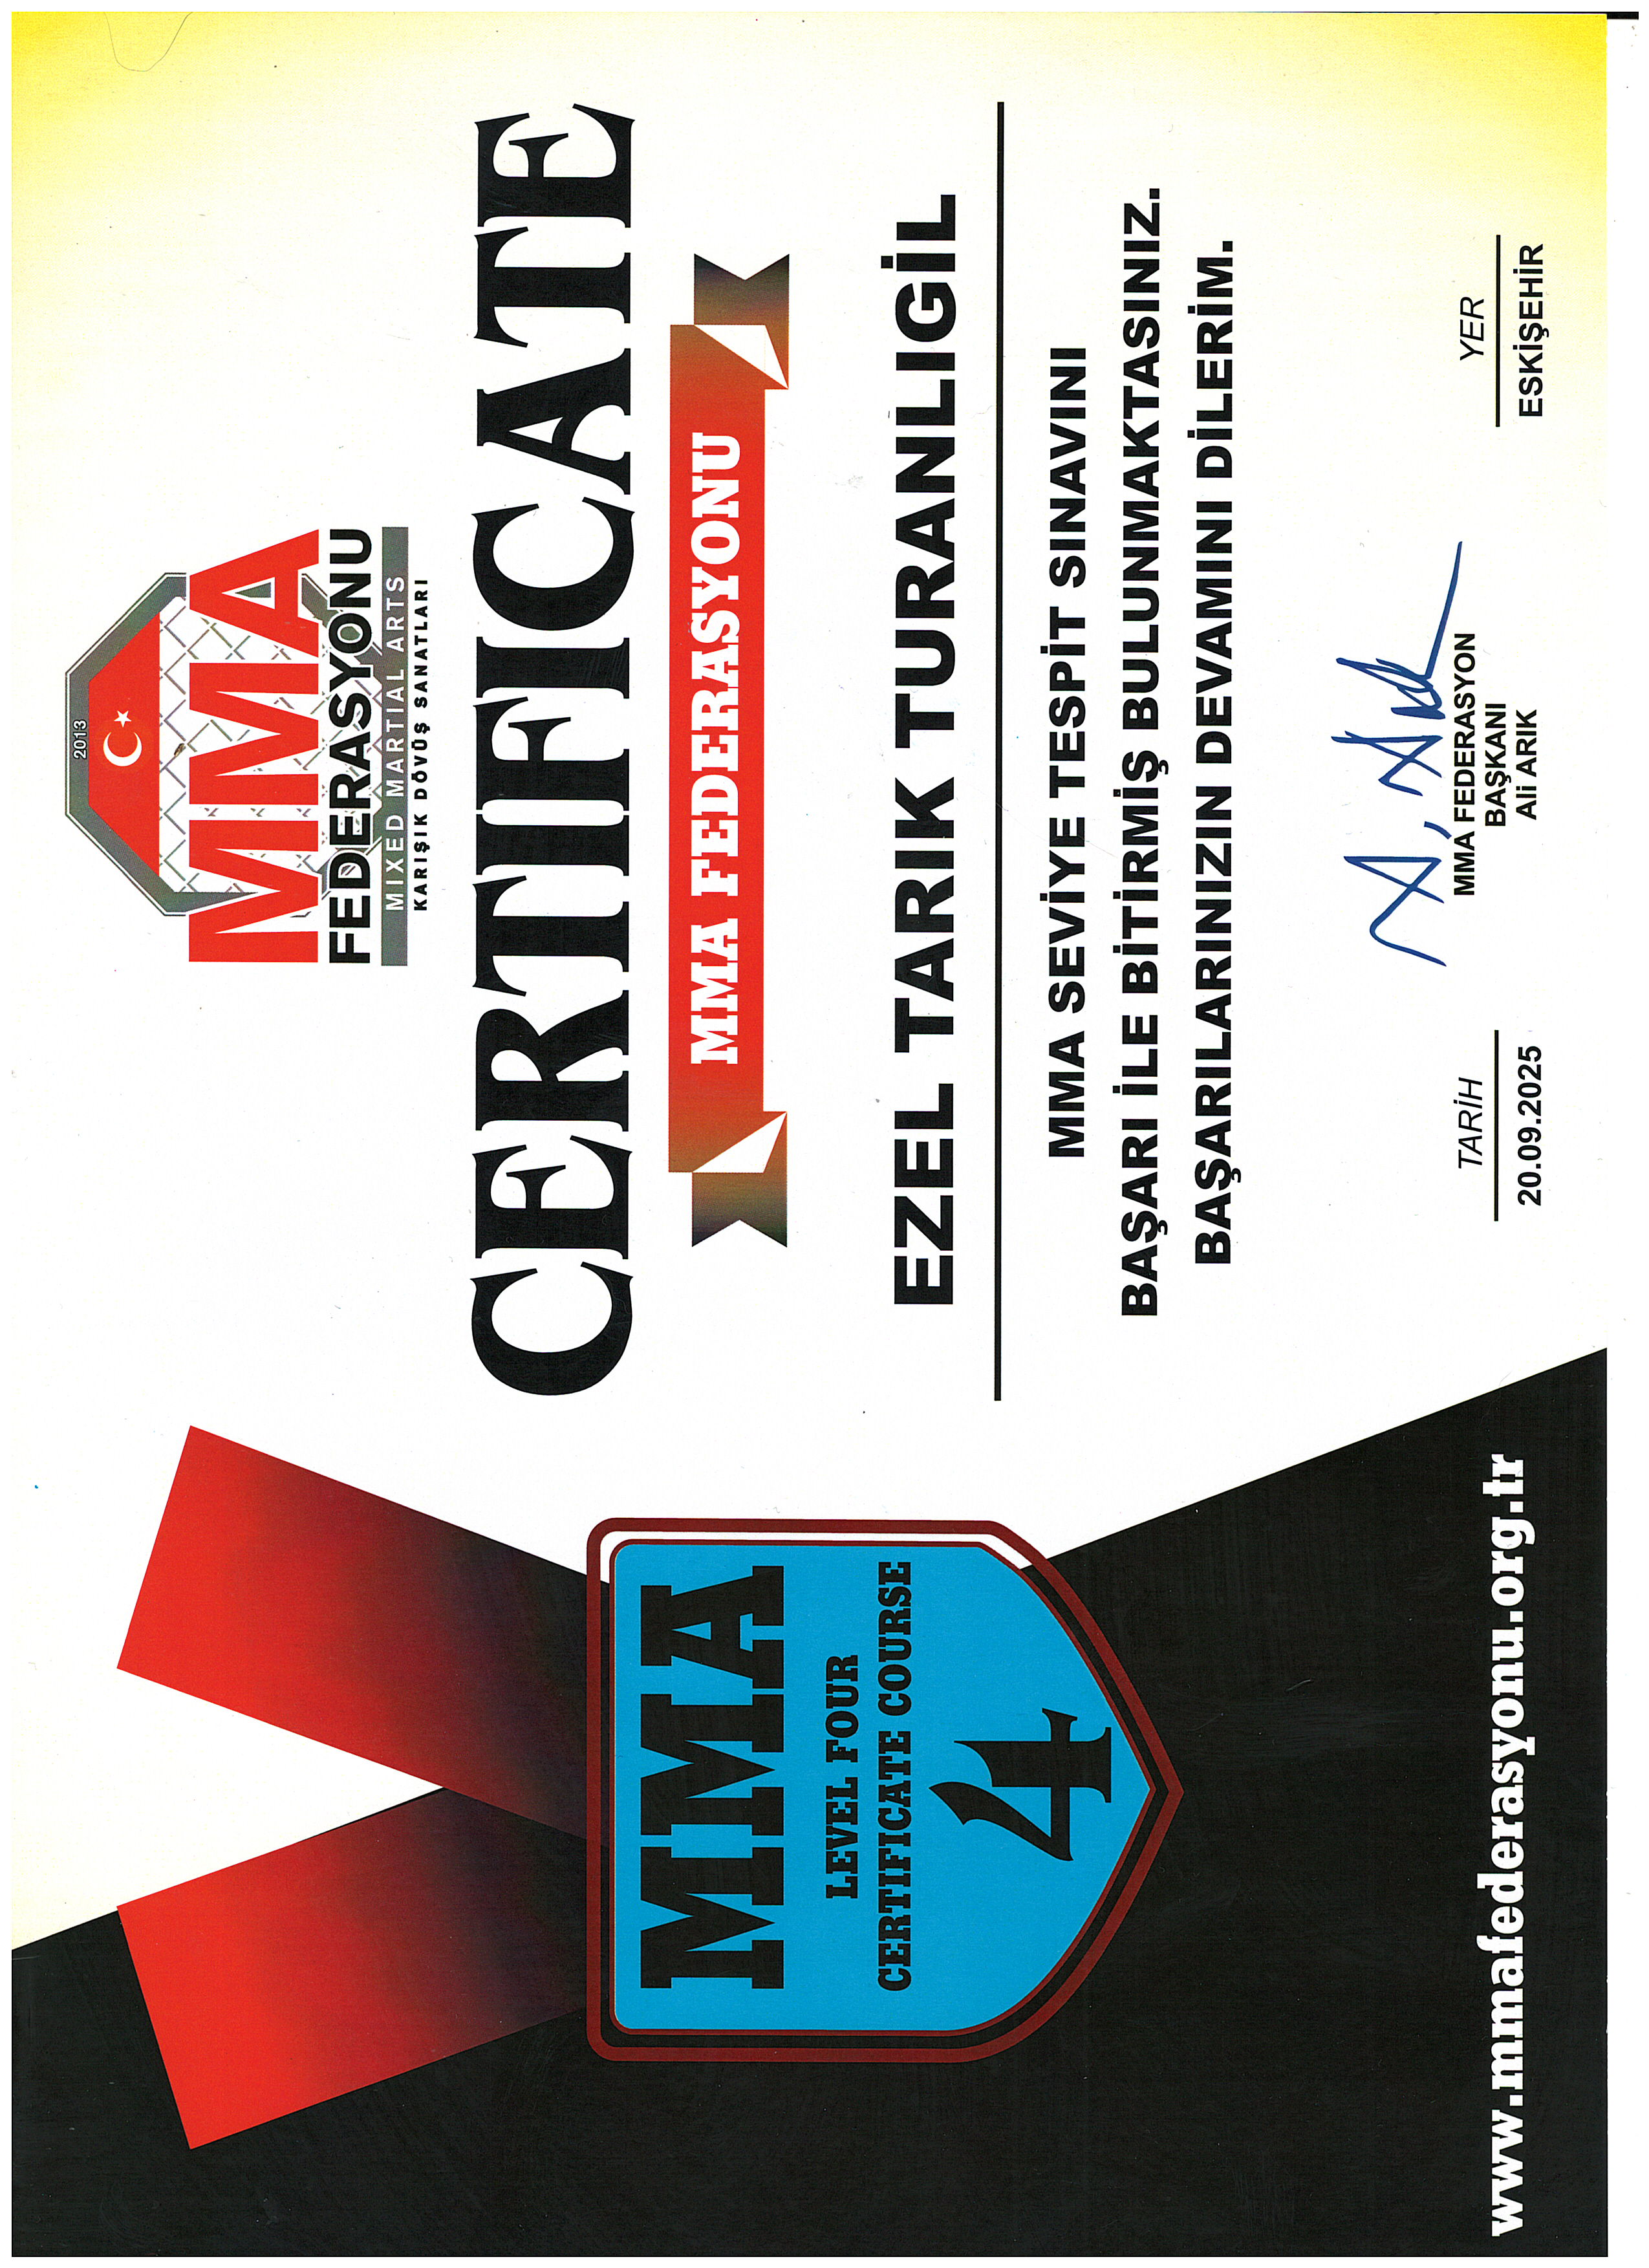 2013
MMA
FEDERASYONU
MIXED MARTIAL ARTS
KARIŞIK DÖVÜŞ SANATLARI
CERTIFICATE
MMA FEDERASYONU
EZEL TARIK TURANLIGİL
MMA SEVİYE TESPİT SINAVINI
BAŞARI İLE BİTİRMİŞ BULUNMAKTASINIZ.
BAŞARILARINIZIN DEVAMINI DİLERİM.
TARİH
20.09.2025
MMA FEDERASYON
BAŞKANI
Ali ARIK
YER
ESKİŞEHİR
MMA
LEVEL FOUR
CERTIFICATE COURSE
4
www.mmafederasyonu.org.tr